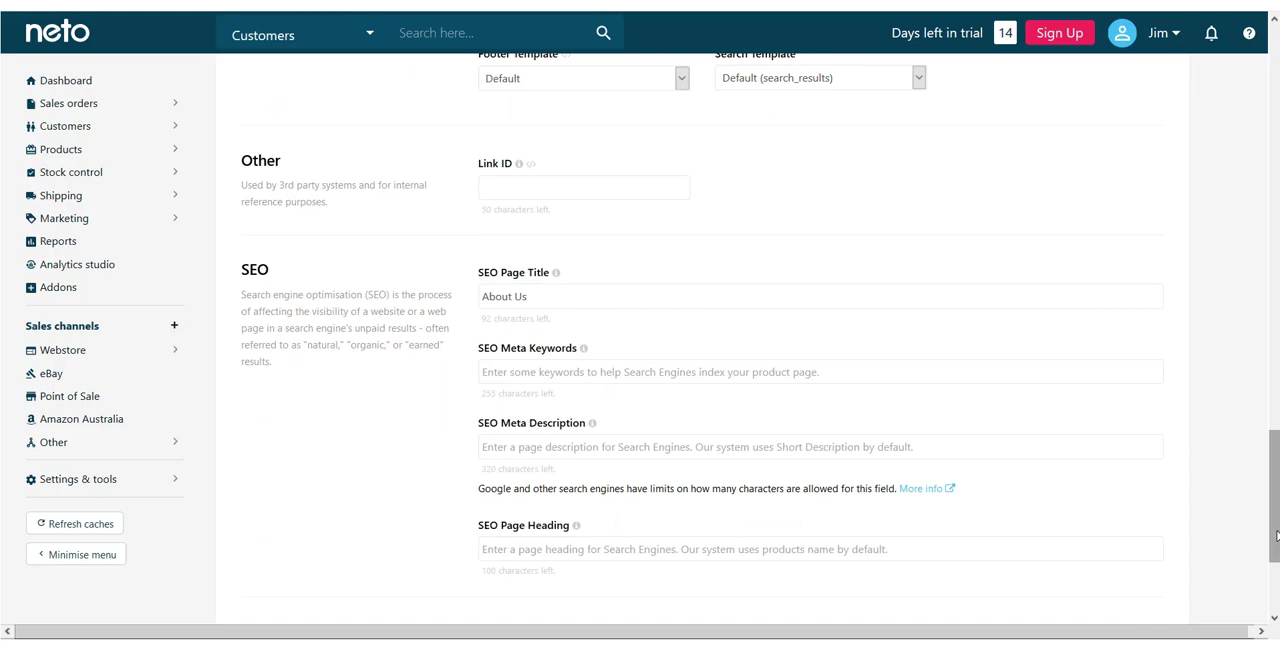 neto
Customers
Search here...
Days left in trial 14 Sign Up Jim
Dashboard
Sales orders
Customers
Products
Stock control
Shipping
Marketing
Reports
Analytics studio
Addons
Sales channels +
Webstore
eBay
Point of Sale
Amazon Australia
Other
Settings & tools
Refresh caches
Minimise menu
Footer Template
Default
Search Template
Default (search_results)
Other
Used by 3rd party systems and for internal
reference purposes.
Link ID
50 characters left.
SEO
Search engine optimisation (SEO) is the process
of affecting the visibility of a website or a web
page in a search engine's unpaid results - often
referred to as "natural," "organic," or "earned"
results.
SEO Page Title
About Us
92 characters left.
SEO Meta Keywords
Enter some keywords to help Search Engines index your product page.
255 characters left.
SEO Meta Description
Enter a page description for Search Engines. Our system uses Short Description by default.
320 characters left.
Google and other search engines have limits on how many characters are allowed for this field. More info
SEO Page Heading
Enter a page heading for Search Engines. Our system uses products name by default.
100 characters left.